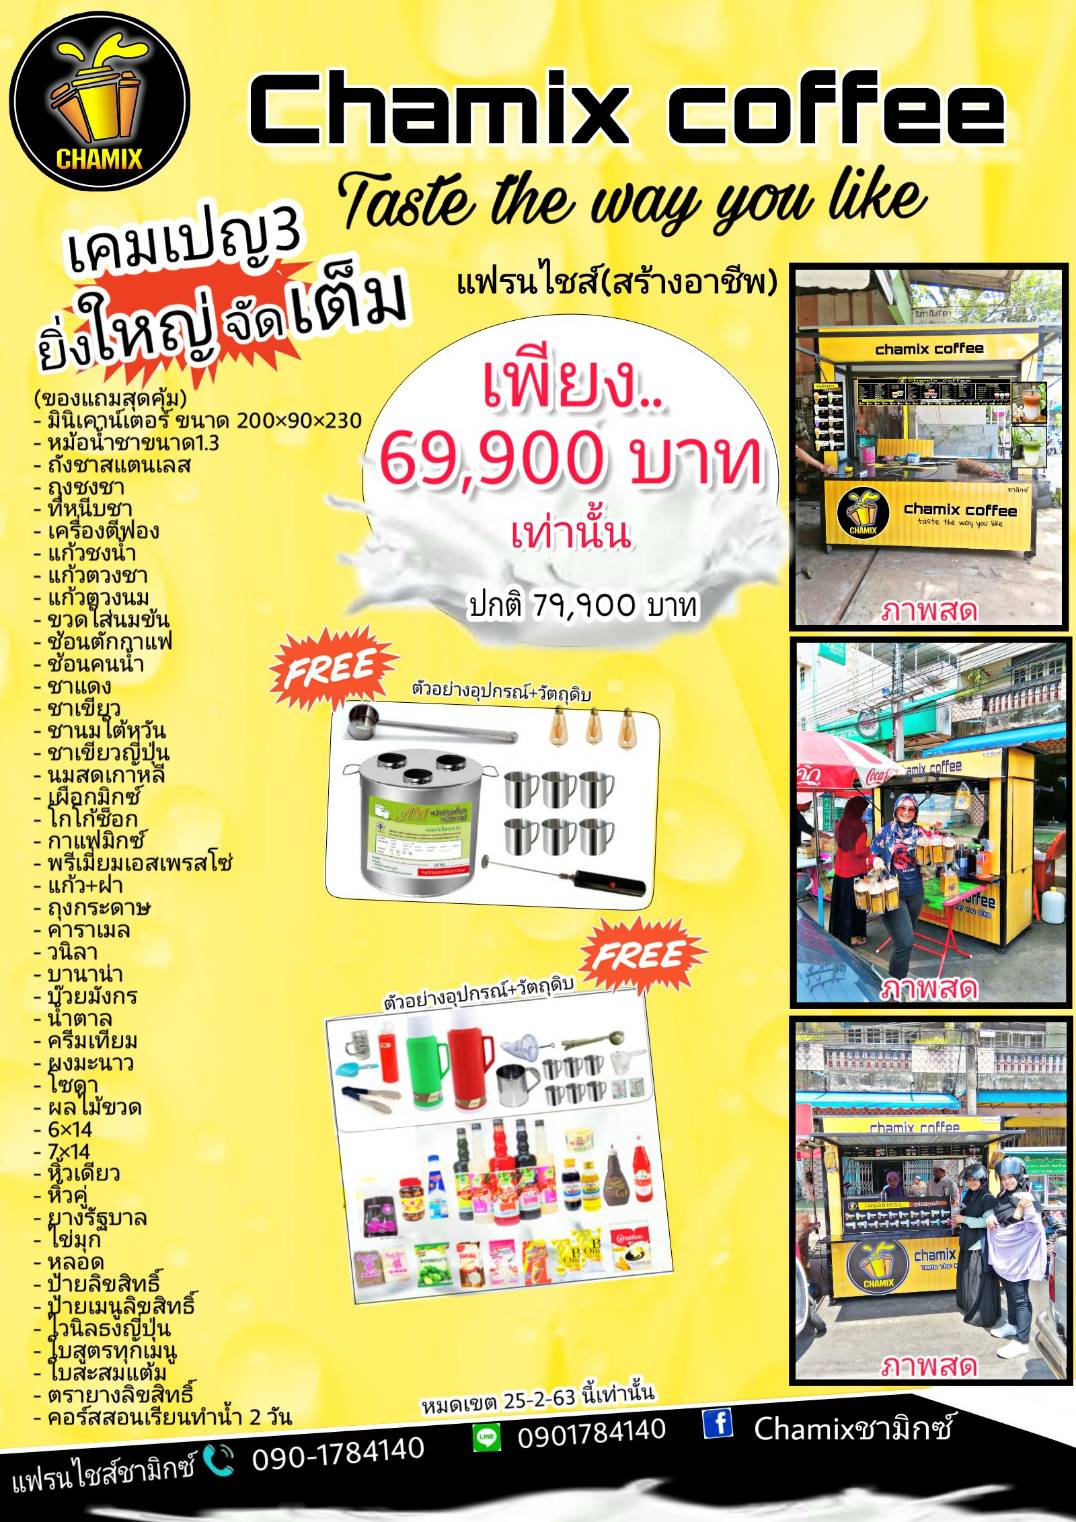 CHAMIX
Chamix coffee
Taste the way you like
เคมเปญ3
ยิ่งใหญ่ จัดเต็ม
แฟรนไชส์(สร้างอาชีพ)
เพียง..
69,900 บาท
เท่านั้น
ปกติ 79,900 บาท
(ของแถมสุดคุ้ม)
- มินิเคาน์เตอร์ ขนาด 200×90×230
- หม้อน้ำชาขนาด1.3
- ถังชาสแตนเลส
- ถุงชงชา
- ที่หนีบชา
- เครื่องตีฟอง
- แก้วชงน้ำ
- แก้วตวงชา
- แก้วตวงนม
- ขวดใส่นมข้น
- ช้อนตักกาแฟ
- ช้อนคนน้ำ
- ชาแดง
- ชาเขียว
- ชานมใต้หวัน
- ชาเขียวญี่ปุ่น
- นมสดเกาหลี
- เผือกมิกซ์
- โกโก้ช็อก
- กาแฟมิกซ์
- พรีเมี่ยมเอสเพรสโซ่
- แก้ว+ฝา
- ถุงกระดาษ
- คาราเมล
- วนิลา
- บานาน่า
- บ๊วยมังกร
- น้ำตาล
- ครีมเทียม
- ผงมะนาว
- โซดา
- ผลไม้ขวด
- 6×14
- 7×14
- หิ้วเดียว
- หิ้วคู่
- ยางรัฐบาล
- ไข่มุก
- หลอด
- ป้ายลิขสิทธิ์
- ป้ายเมนูลิขสิทธิ์
- ไวนิลธงญี่ปุ่น
- ใบสูตรทุกเมนู
- ใบสะสมแต้ม
- ตรายางลิขสิทธิ์
- คอร์สสอนเรียนทำน้ำ 2 วัน
FREE
ตัวอย่างอุปกรณ์+วัตถุดิบ
FREE
ตัวอย่างอุปกรณ์+วัตถุดิบ
chamix coffee
Chamix Coffee
ชามิกซ์
chamix coffee
taste the way you like
CHAMIX
ภาพสด
Coca
amix coffee
ภาพสด
chamix coffee
chamix
CHAMIX
ภาพสด
หมดเขต 25-2-63 นี้เท่านั้น
แฟรนไชส์ชามิกซ์ 090-1784140
LINE 0901784140
f Chamixชามิกซ์